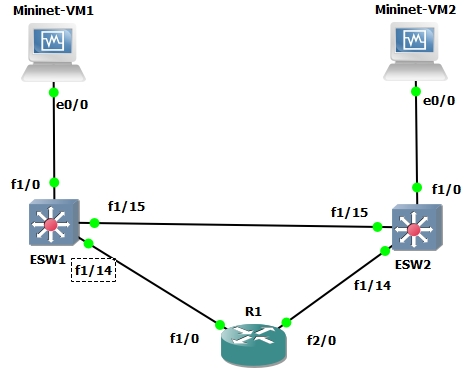 Mininet-VM1
Mininet-VM2
e0/0
e0/0
f1/0
f1/0
f1/15
f1/15
ESW1
ESW2
f1/14
f1/14
R1
f1/0
f2/0